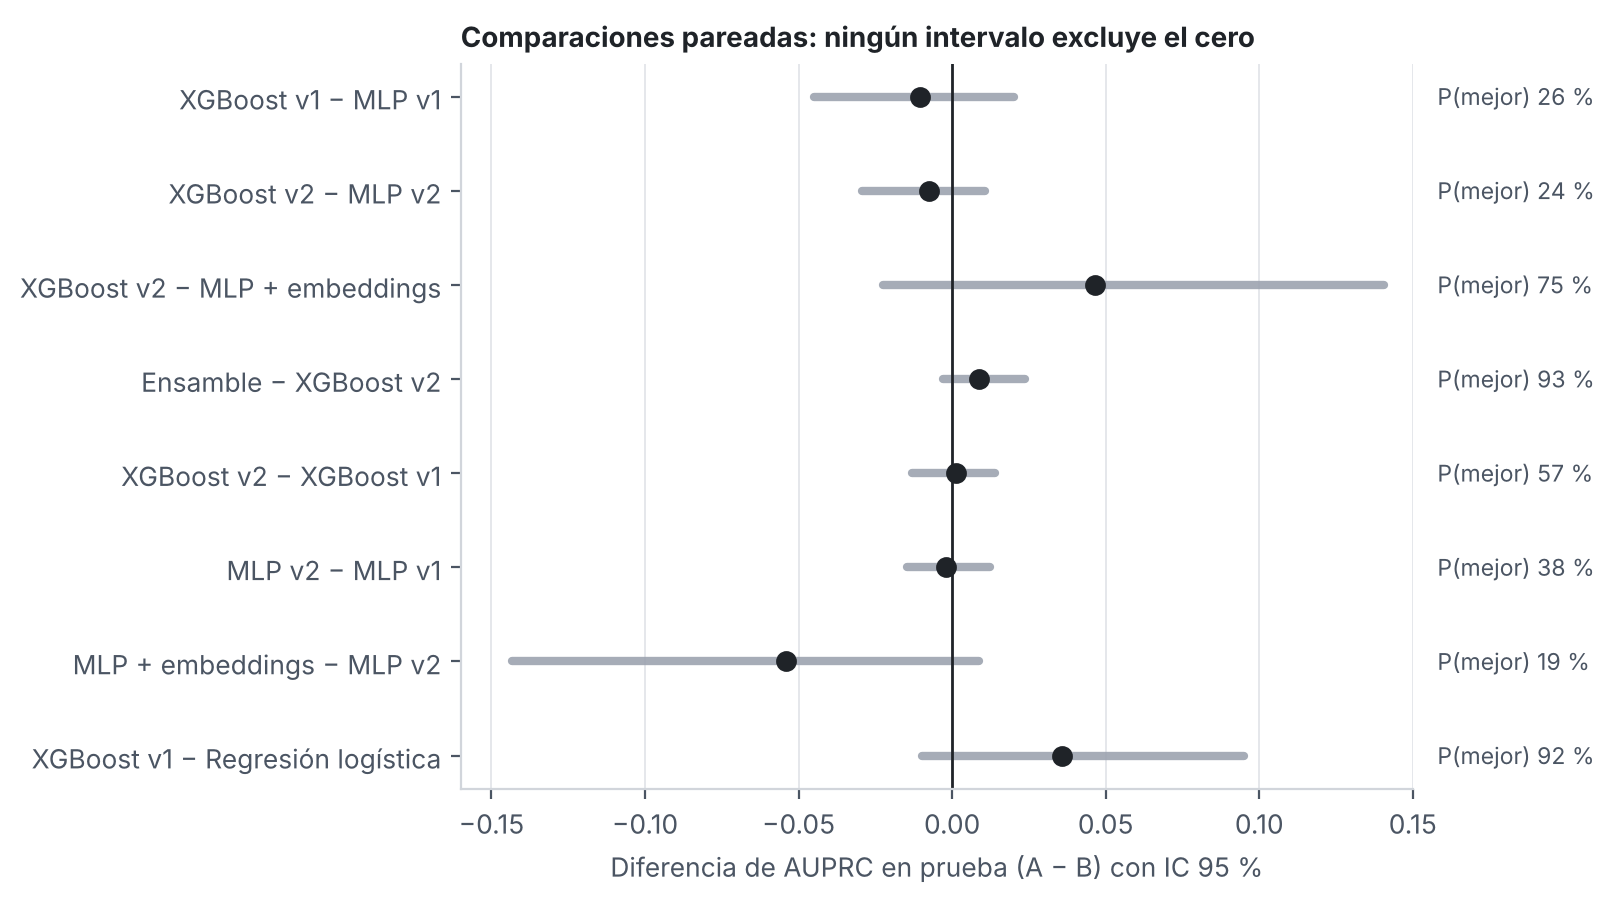 Comparaciones pareadas: ningún intervalo excluye el cero
XGBoost v1 − MLP v1
P(mejor) 26 %
XGBoost v2 − MLP v2
P(mejor) 24 %
XGBoost v2 − MLP + embeddings
P(mejor) 75 %
Ensamble − XGBoost v2
P(mejor) 93 %
XGBoost v2 − XGBoost v1
P(mejor) 57 %
MLP v2 − MLP v1
P(mejor) 38 %
MLP + embeddings − MLP v2
P(mejor) 19 %
XGBoost v1 − Regresión logística
P(mejor) 92 %
−0.15 −0.10 −0.05 0.00 0.05 0.10 0.15
Diferencia de AUPRC en prueba (A − B) con IC 95 %